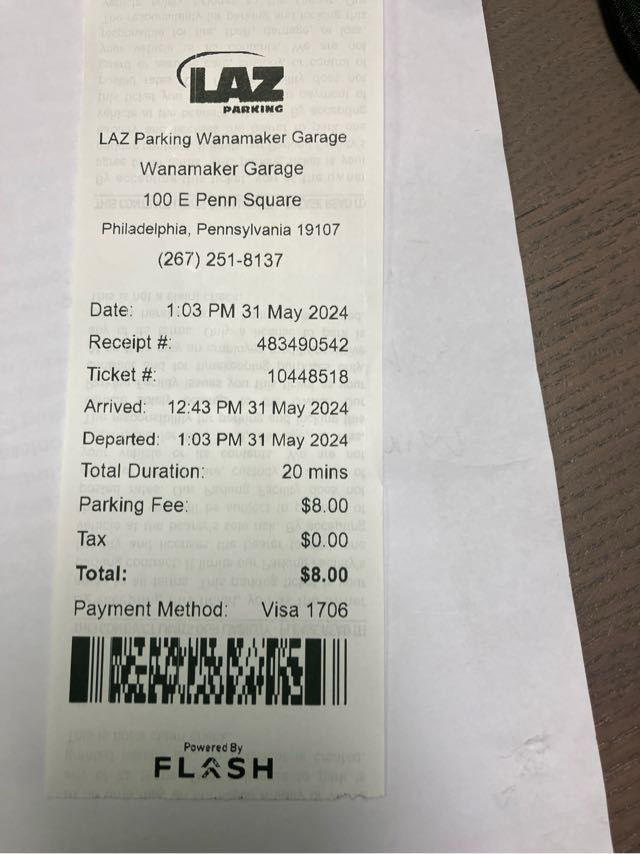 LAZ
PARKING
LAZ Parking Wanamaker Garage
Wanamaker Garage
100 E Penn Square
Philadelphia, Pennsylvania 19107
(267) 251-8137
Date: 1:03 PM 31 May 2024
Receipt #: 483490542
Ticket #: 10448518
Arrived: 12:43 PM 31 May 2024
Departed: 1:03 PM 31 May 2024
Total Duration: 20 mins
Parking Fee: $8.00
Tax $0.00
Total: $8.00
Payment Method: Visa 1706
Powered By
FLASH